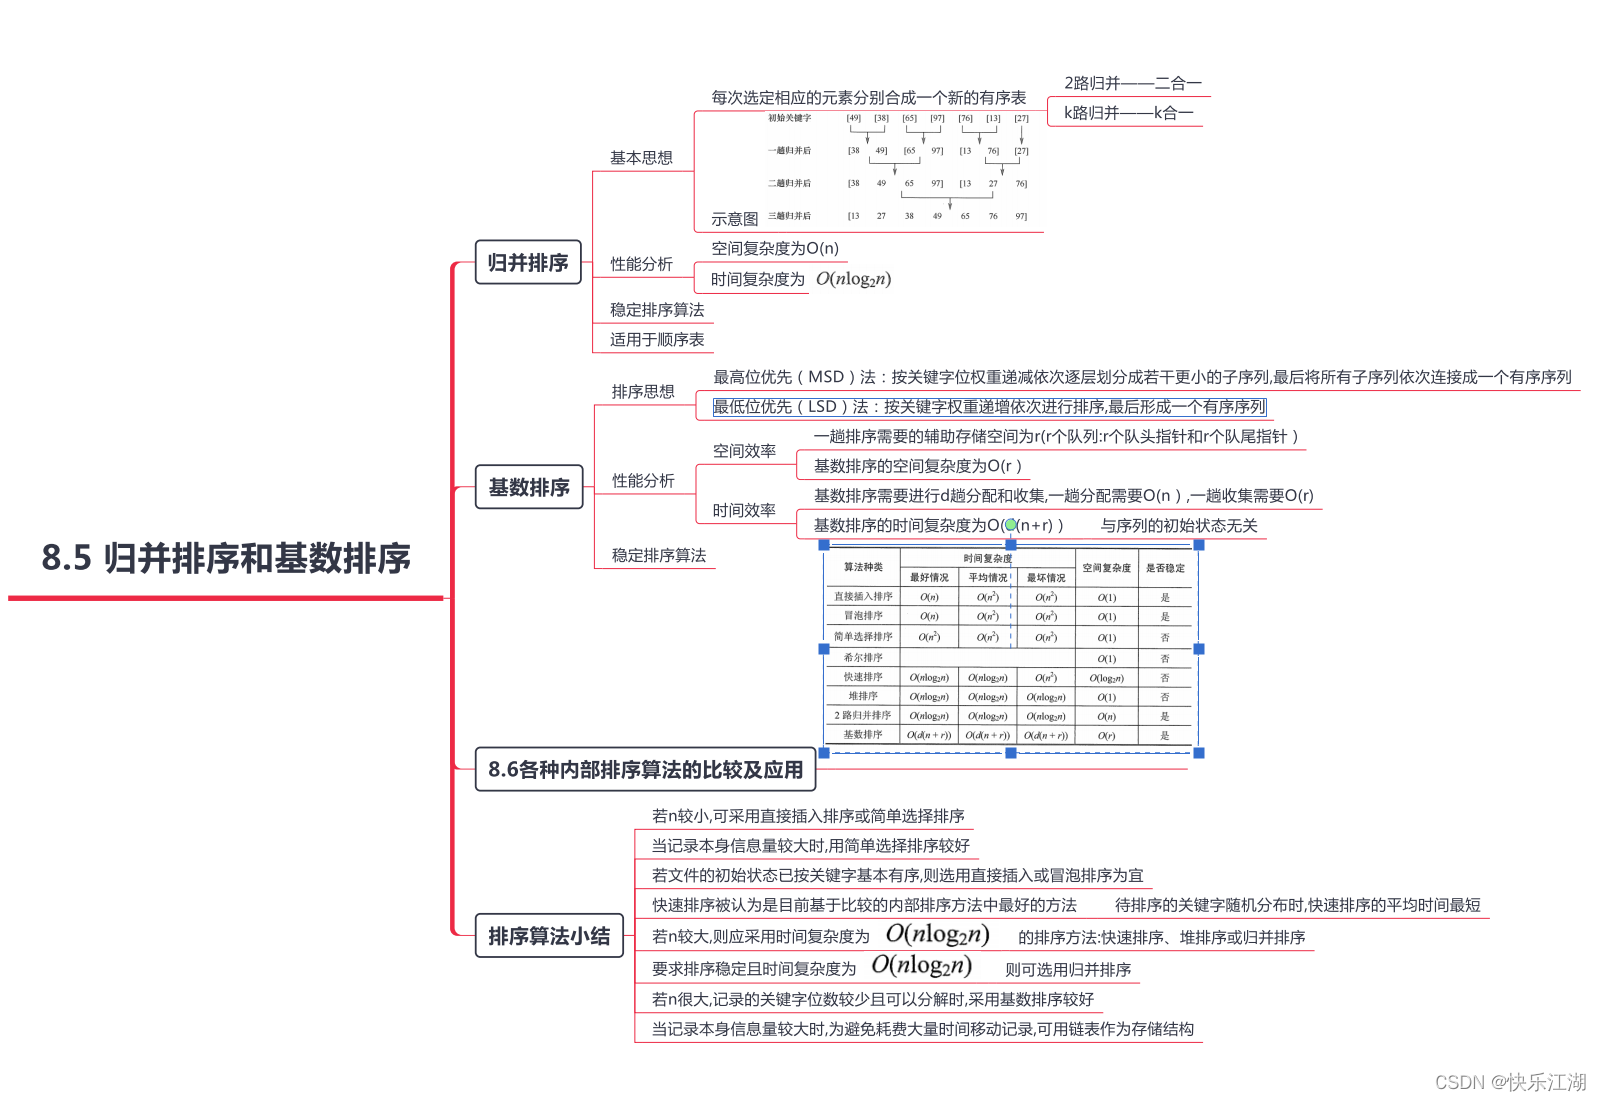 8.5 归并排序和基数排序
归并排序
基本思想
每次选定相应的元素分别合成一个新的有序表
2路归并——二合一
k路归并——k合一
示意图
初始关键字 [49] [38] [65] [97] [76] [13] [27]
一趟归并后 [38 49] [65 97] [13 76] [27]
二趟归并后 [38 49 65 97] [13 27 76]
三趟归并后 [13 27 38 49 65 76 97]
性能分析
空间复杂度为O(n)
时间复杂度为 O(nlog₂n)
稳定排序算法
适用于顺序表
基数排序
排序思想
最高位优先（MSD）法：按关键字位权重递减依次逐层划分成若干更小的子序列,最后将所有子序列依次连接成一个有序序列
最低位优先（LSD）法：按关键字权重递增依次进行排序,最后形成一个有序序列
性能分析
空间效率
一趟排序需要的辅助存储空间为r(r个队列:r个队头指针和r个队尾指针）
基数排序的空间复杂度为O(r）
时间效率
基数排序需要进行d趟分配和收集,一趟分配需要O(n）,一趟收集需要O(r)
基数排序的时间复杂度为O( (n+r)） 与序列的初始状态无关
稳定排序算法
8.6各种内部排序算法的比较及应用
算法种类 时间复杂度 空间复杂度 是否稳定
最好情况 平均情况 最坏情况
直接插入排序 O(n) O(n²) O(n²) O(1) 是
冒泡排序 O(n) O(n²) O(n²) O(1) 是
简单选择排序 O(n²) O(n²) O(n²) O(1) 否
希尔排序 O(1) 否
快速排序 O(nlog₂n) O(nlog₂n) O(n²) O(log₂n) 否
堆排序 O(nlog₂n) O(nlog₂n) O(nlog₂n) O(1) 否
2 路归并排序 O(nlog₂n) O(nlog₂n) O(nlog₂n) O(n) 是
基数排序 O(d(n + r)) O(d(n + r)) O(d(n + r)) O(r) 是
排序算法小结
若n较小,可采用直接插入排序或简单选择排序
当记录本身信息量较大时,用简单选择排序较好
若文件的初始状态已按关键字基本有序,则选用直接插入或冒泡排序为宜
快速排序被认为是目前基于比较的内部排序方法中最好的方法 待排序的关键字随机分布时,快速排序的平均时间最短
若n较大,则应采用时间复杂度为 O(nlog₂n) 的排序方法:快速排序、堆排序或归并排序
要求排序稳定且时间复杂度为 O(nlog₂n) 则可选用归并排序
若n很大,记录的关键字位数较少且可以分解时,采用基数排序较好
当记录本身信息量较大时,为避免耗费大量时间移动记录,可用链表作为存储结构
CSDN @快乐江湖